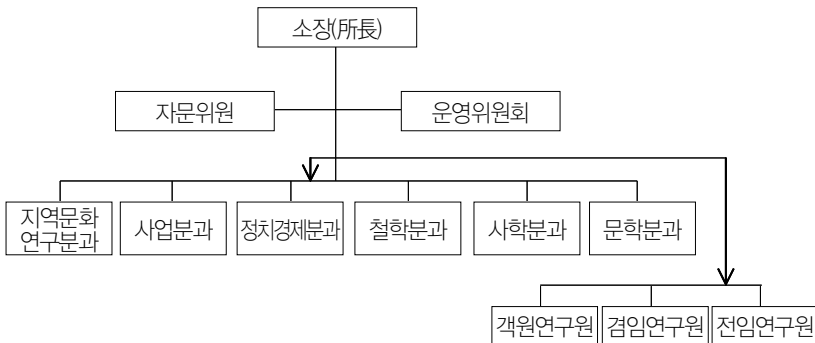 소장(所長)
자문위원
운영위원회
지역문화
연구분과
사업분과
정치경제분과
철학분과
사학분과
문학분과
객원연구원
겸임연구원
전임연구원